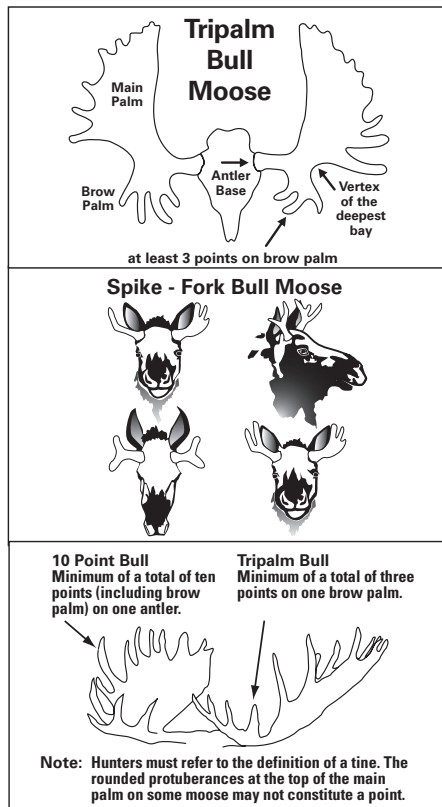 Tripalm
Bull
Moose
Main
Palm
Antler
Base
Brow
Palm
Vertex
of the
deepest
bay
at least 3 points on brow palm
Spike - Fork Bull Moose
10 Point Bull
Minimum of a total of ten
points (including brow
palm) on one antler.
Tripalm Bull
Minimum of a total of three
points on one brow palm.
Note: Hunters must refer to the definition of a tine. The
rounded protuberances at the top of the main
palm on some moose may not constitute a point.